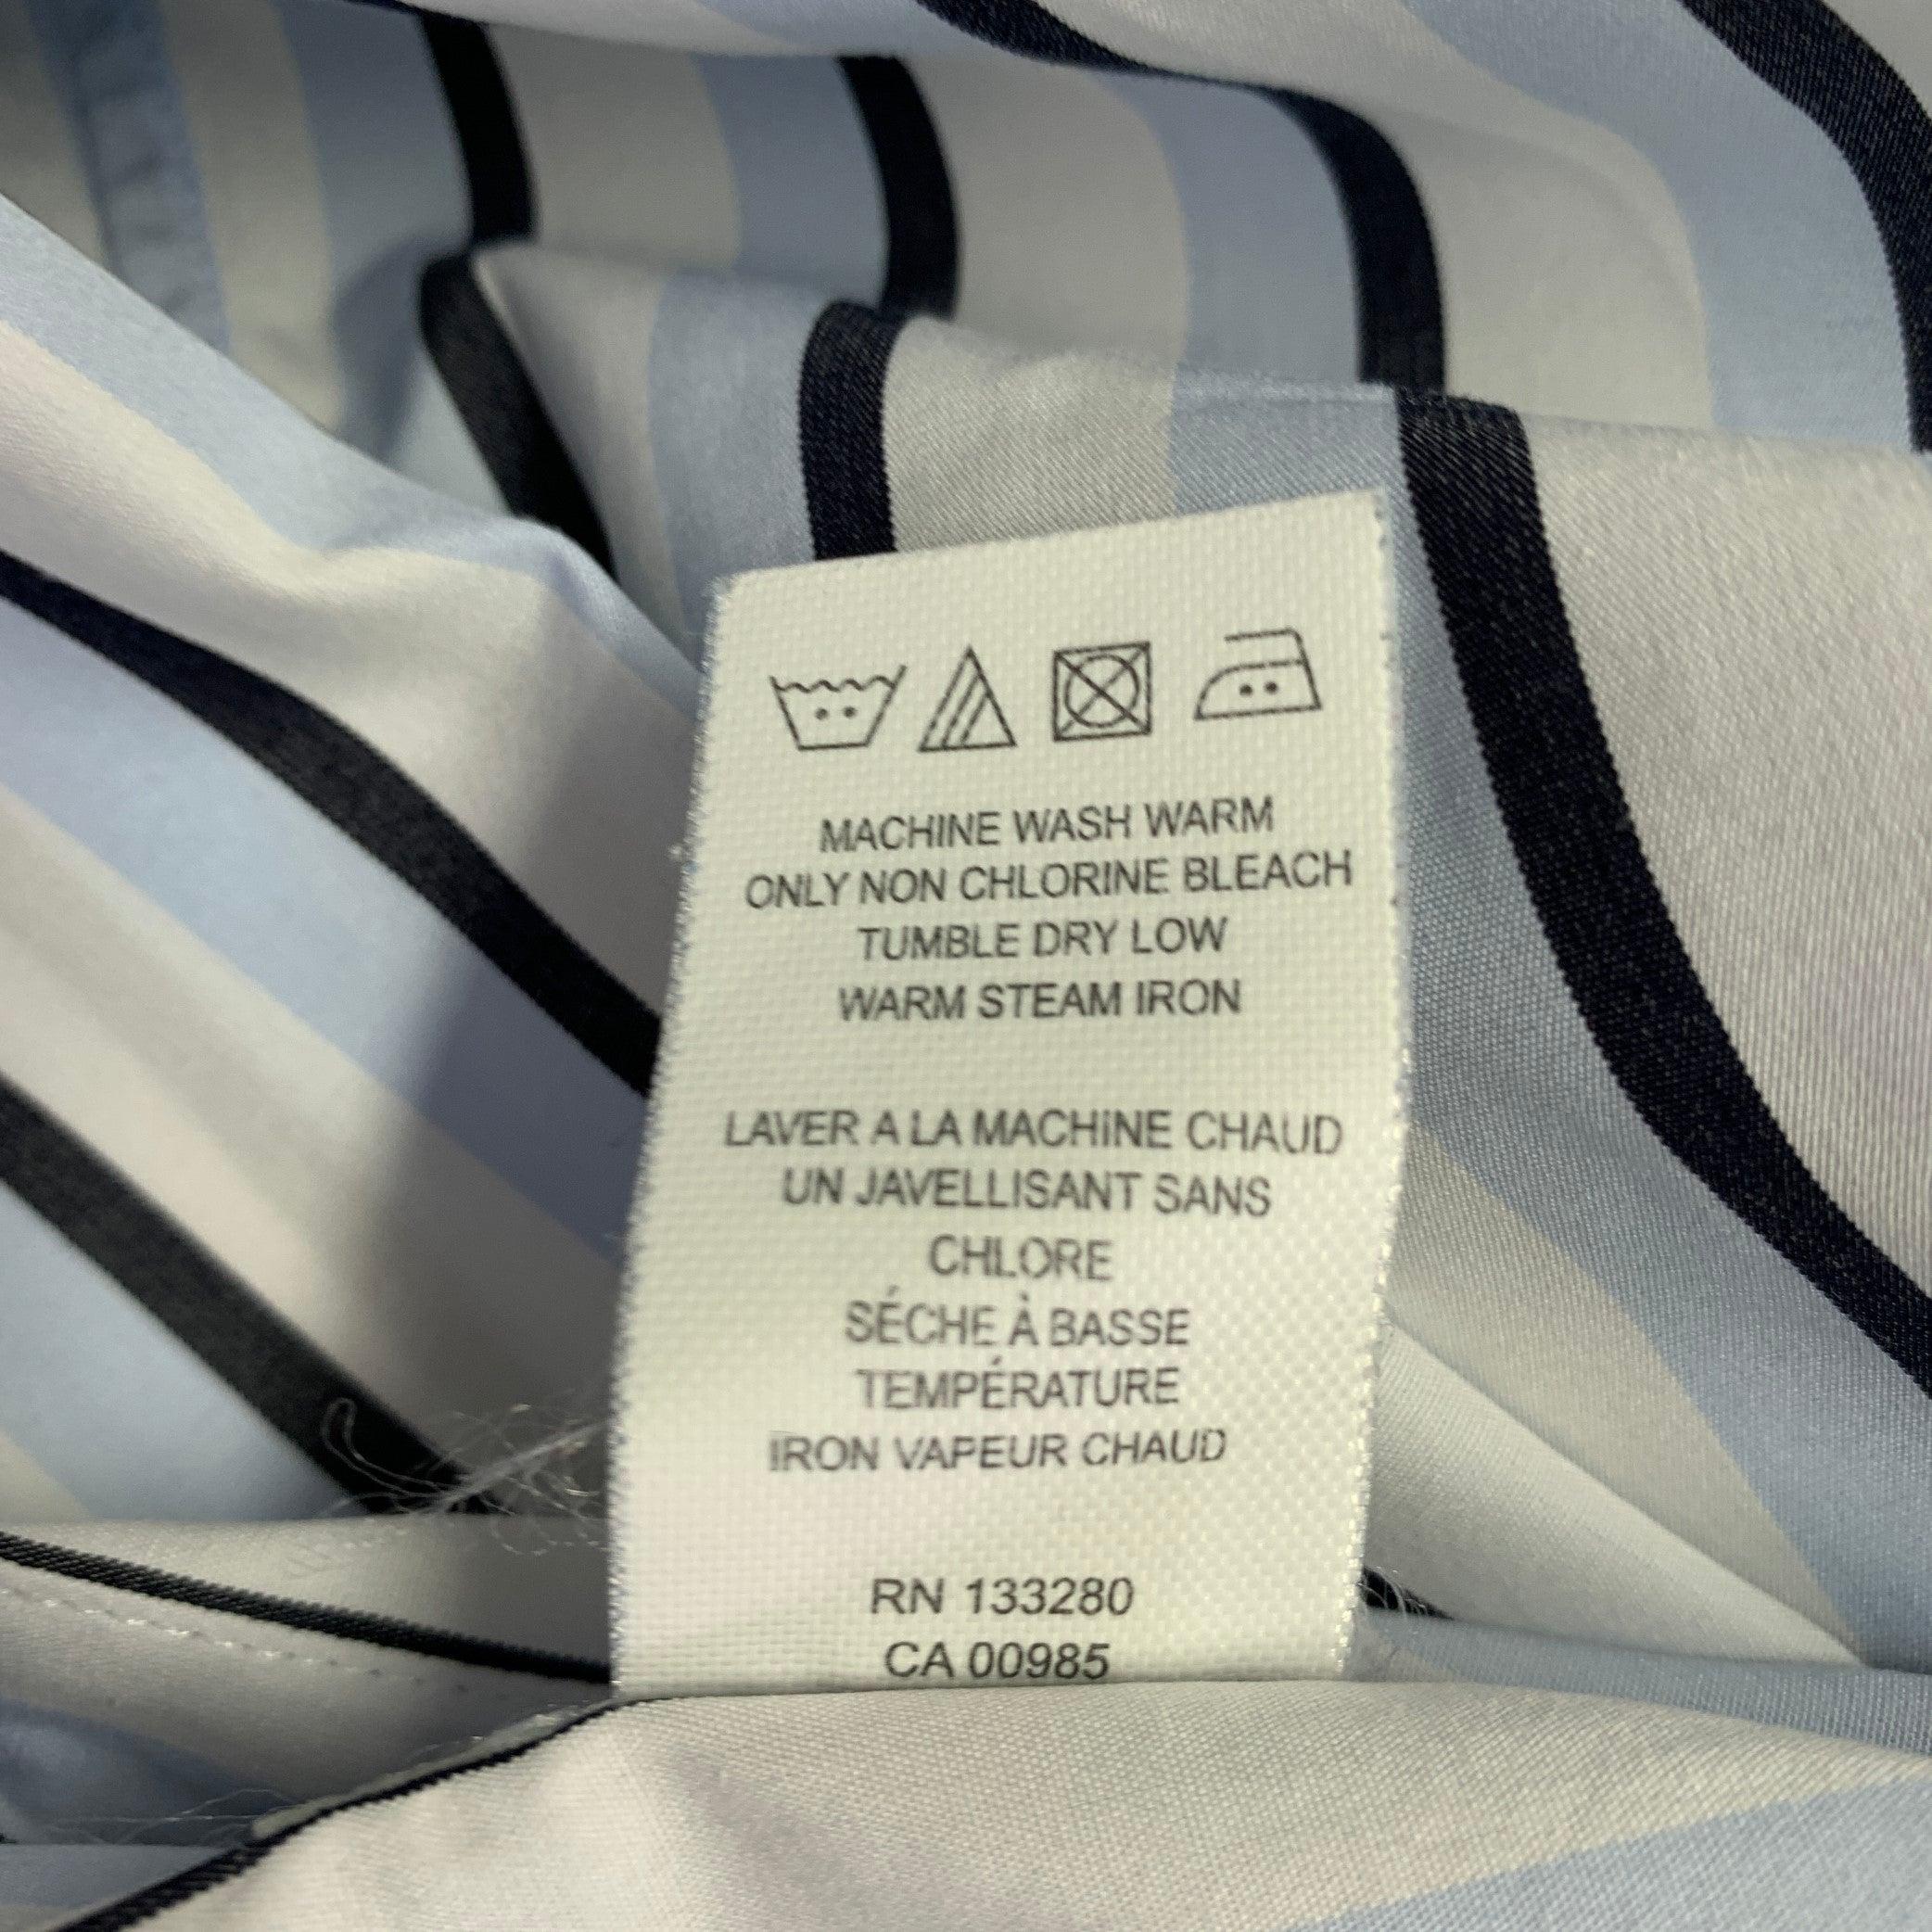 MACHINE WASH WARM
ONLY NON CHLORINE BLEACH
TUMBLE DRY LOW
WARM STEAM IRON
LAVER A LA MACHINE CHAUD
UN JAVELLISANT SANS
CHLORE
SÉCHE À BASSE
TEMPÉRATURE
IRON VAPEUR CHAUD
RN 133280
CA 00985